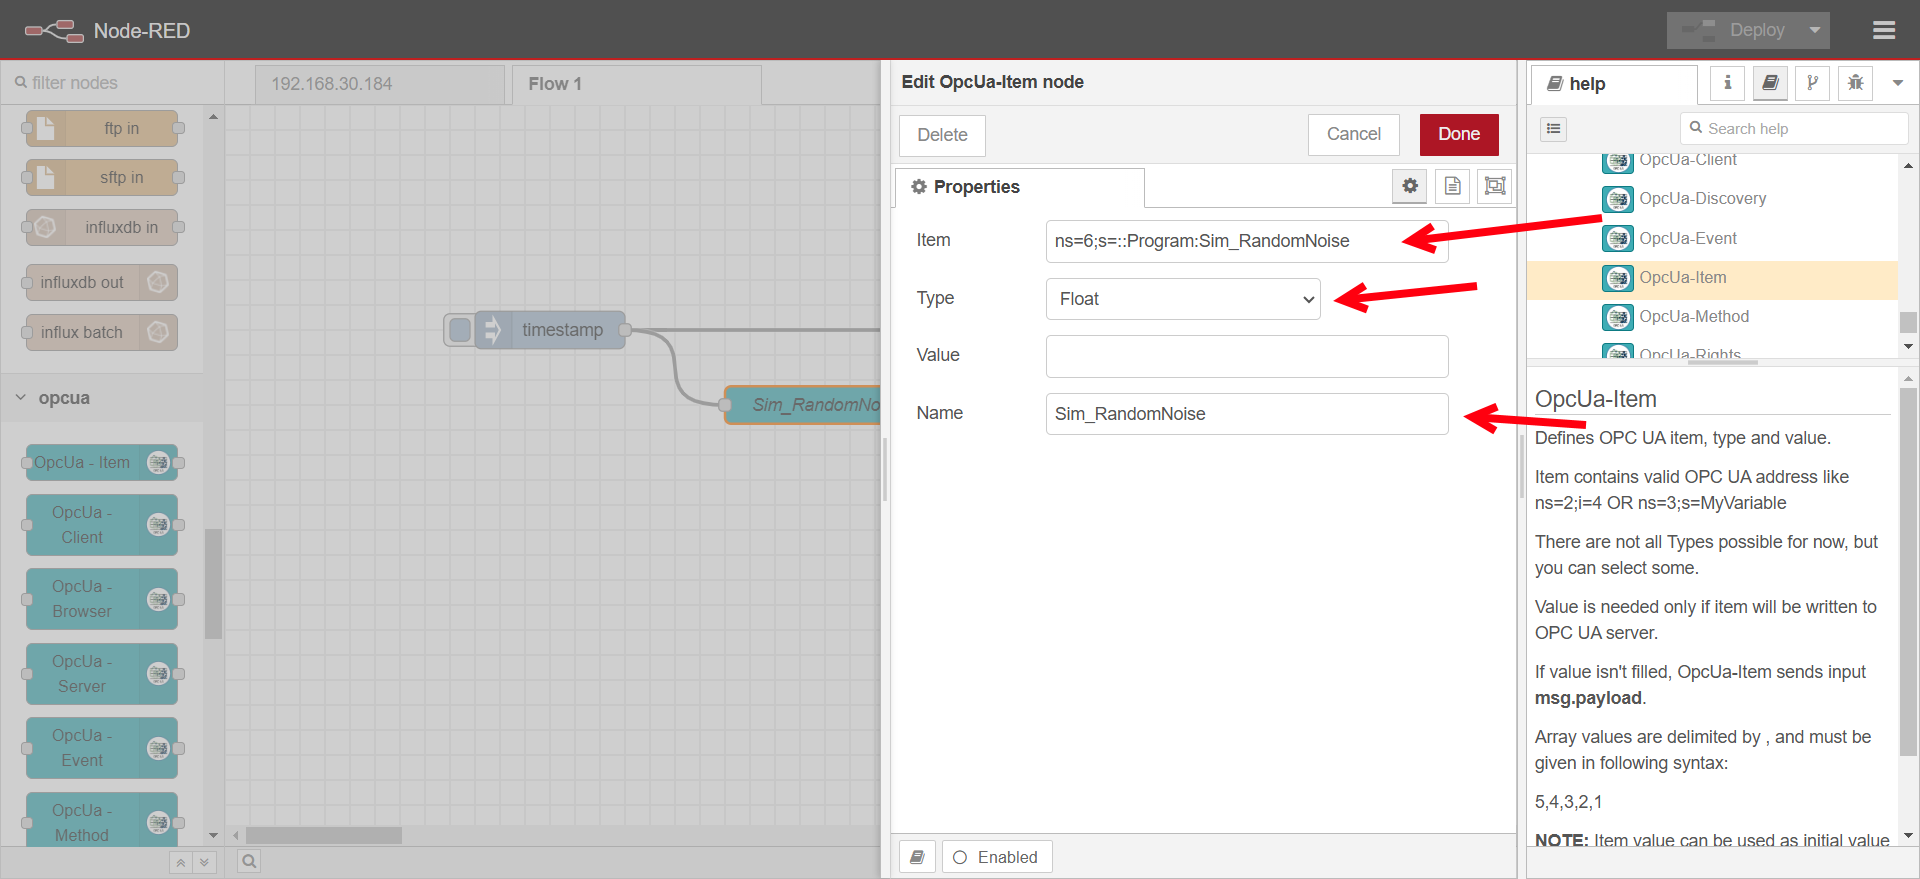 Node-RED
Deploy
filter nodes
192.168.30.184
Flow 1
ftp in
sftp in
influxdb in
influxdb out
influx batch
opcua
OpcUa - Item
OpcUa -
Client
OpcUa -
Browser
OpcUa -
Server
OpcUa -
Event
OpcUa -
Method
timestamp
Sim_RandomNo
Edit OpcUa-Item node
Delete
Cancel
Done
Properties
Item
ns=6;s=::Program:Sim_RandomNoise
Type
Float
Value
Name
Sim_RandomNoise
Enabled
help
Search help
OpcUa-Client
OpcUa-Discovery
OpcUa-Event
OpcUa-Item
OpcUa-Method
OpcUa-Rights
OpcUa-Item
Defines OPC UA item, type and value.
Item contains valid OPC UA address like
ns=2;i=4 OR ns=3;s=MyVariable
There are not all Types possible for now, but
you can select some.
Value is needed only if item will be written to
OPC UA server.
If value isn't filled, OpcUa-Item sends input
msg.payload.
Array values are delimited by , and must be
given in following syntax:
5,4,3,2,1
NOTE: Item value can be used as initial value